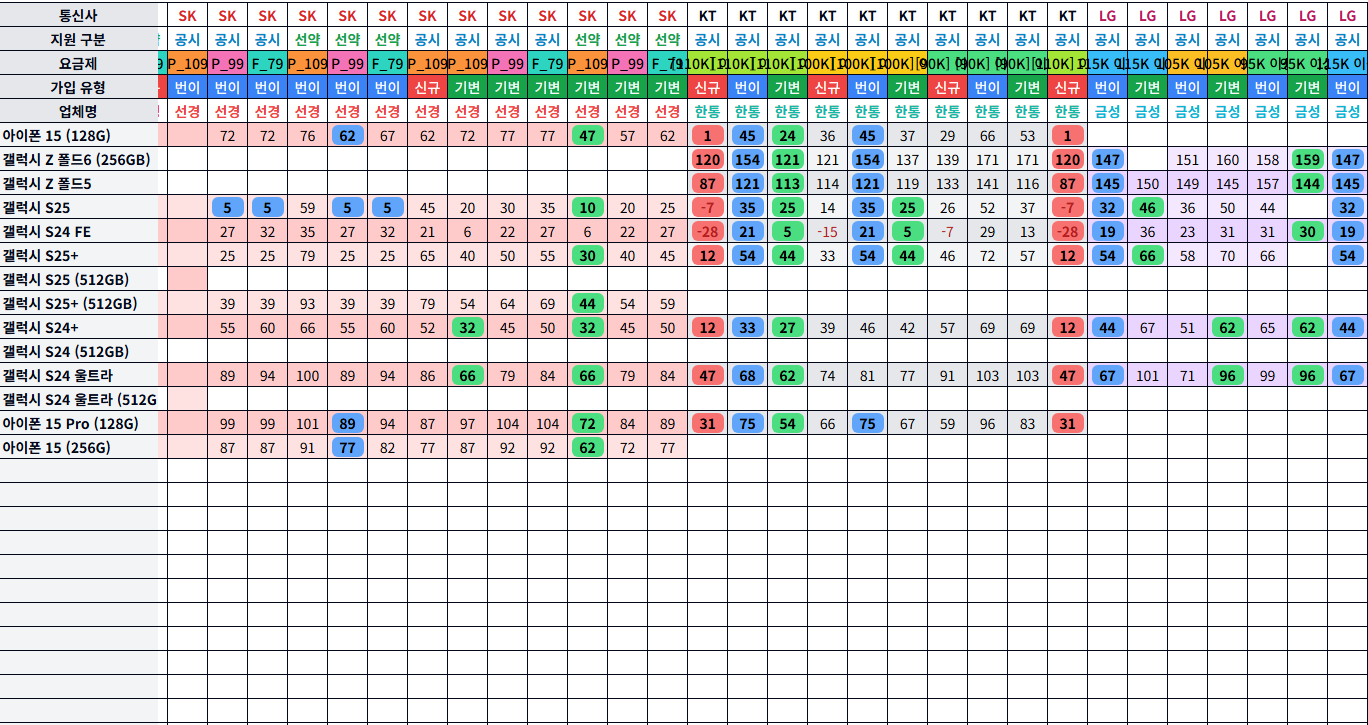 통신사 SK SK SK SK SK SK SK SK SK SK SK SK SK KT KT KT KT KT KT KT KT KT KT LG LG LG LG LG LG LG
지원 구분 공시 공시 공시 선약 선약 선약 공시 공시 공시 공시 선약 선약 선약 공시 공시 공시 공시 공시 공시 공시 공시 공시 공시 공시 공시 공시 공시 공시 공시 공시
요금제 P_109 P_99 F_79 P_109 P_99 F_79 P_109 P_109 P_99 F_79 P_109 P_99 F_79
가입 유형 번이 번이 번이 번이 번이 번이 신규 기변 기변 기변 기변 기변 기변 신규 번이 기변 신규 번이 기변 신규 번이 기변 신규 번이 기변 번이 기변 번이 기변 번이
업체명 선경 선경 선경 선경 선경 선경 선경 선경 선경 선경 선경 선경 선경 한통 한통 한통 한통 한통 한통 한통 한통 한통 한통 금성 금성 금성 금성 금성 금성 금성
아이폰 15 (128G) 72 72 76 62 67 62 72 77 77 47 57 62 1 45 24 36 45 37 29 66 53 1
갤럭시 Z 폴드6 (256GB) 120 154 121 121 154 137 139 171 171 120 147 151 160 158 159 147
갤럭시 Z 폴드5 87 121 113 114 121 119 133 141 116 87 145 150 149 145 157 144 145
갤럭시 S25 5 5 59 5 5 45 20 30 35 10 20 25 -7 35 25 14 35 25 26 52 37 -7 32 46 36 50 44 32
갤럭시 S24 FE 27 32 35 27 32 21 6 22 27 6 22 27 -28 21 5 -15 21 5 -7 29 13 -28 19 36 23 31 31 30 19
갤럭시 S25+ 25 25 79 25 25 65 40 50 55 30 40 45 12 54 44 33 54 44 46 72 57 12 54 66 58 70 66 54
갤럭시 S25 (512GB)
갤럭시 S25+ (512GB) 39 39 93 39 39 79 54 64 69 44 54 59
갤럭시 S24+ 55 60 66 55 60 52 32 45 50 32 45 50 12 33 27 39 46 42 57 69 69 12 44 67 51 62 65 62 44
갤럭시 S24 (512GB)
갤럭시 S24 울트라 89 94 100 89 94 86 66 79 84 66 79 84 47 68 62 74 81 77 91 103 103 47 67 101 71 96 99 96 67
갤럭시 S24 울트라 (512G
아이폰 15 Pro (128G) 99 99 101 89 94 87 97 104 104 72 84 89 31 75 54 66 75 67 59 96 83 31
아이폰 15 (256G) 87 87 91 77 82 77 87 92 92 62 72 77